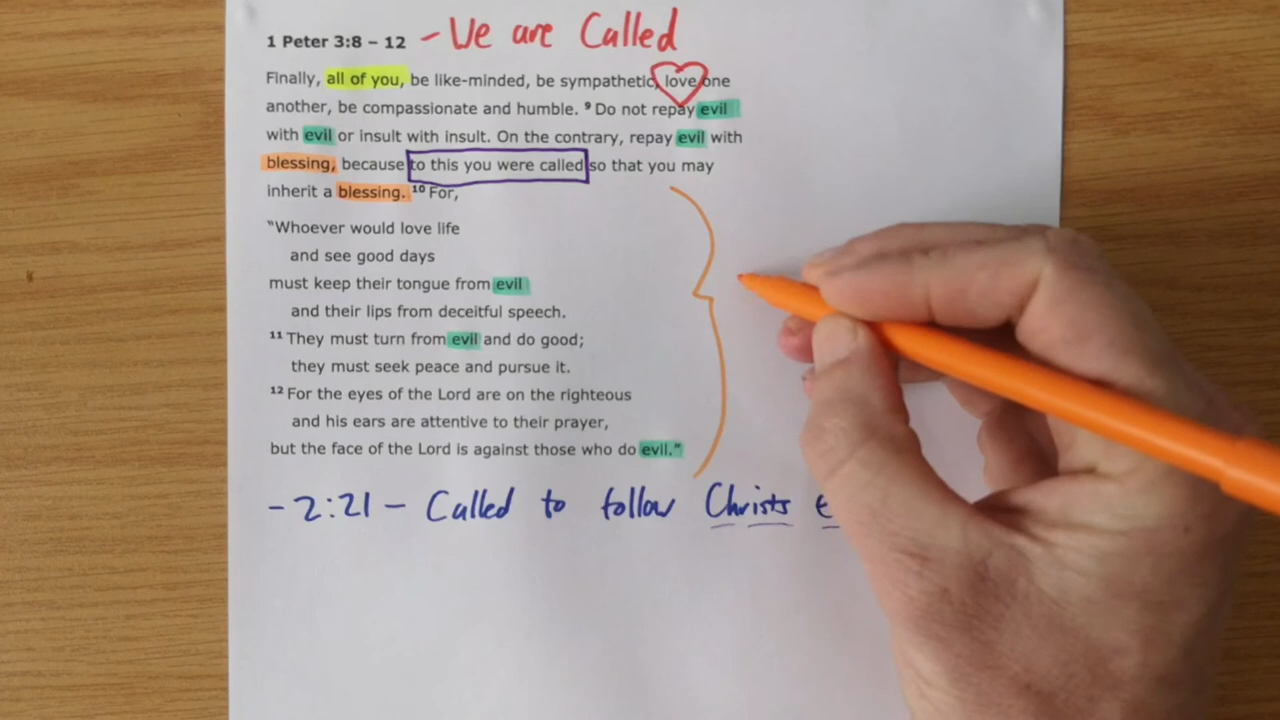 1 Peter 3:8 – 12 – We are Called
Finally, all of you, be like-minded, be sympathetic, love one
another, be compassionate and humble. ⁹ Do not repay evil
with evil or insult with insult. On the contrary, repay evil with
blessing, because to this you were called so that you may
inherit a blessing. ¹⁰ For,
“Whoever would love life
and see good days
must keep their tongue from evil
and their lips from deceitful speech.
¹¹ They must turn from evil and do good;
they must seek peace and pursue it.
¹² For the eyes of the Lord are on the righteous
and his ears are attentive to their prayer,
but the face of the Lord is against those who do evil.”
– 2:21 – Called to follow Christs